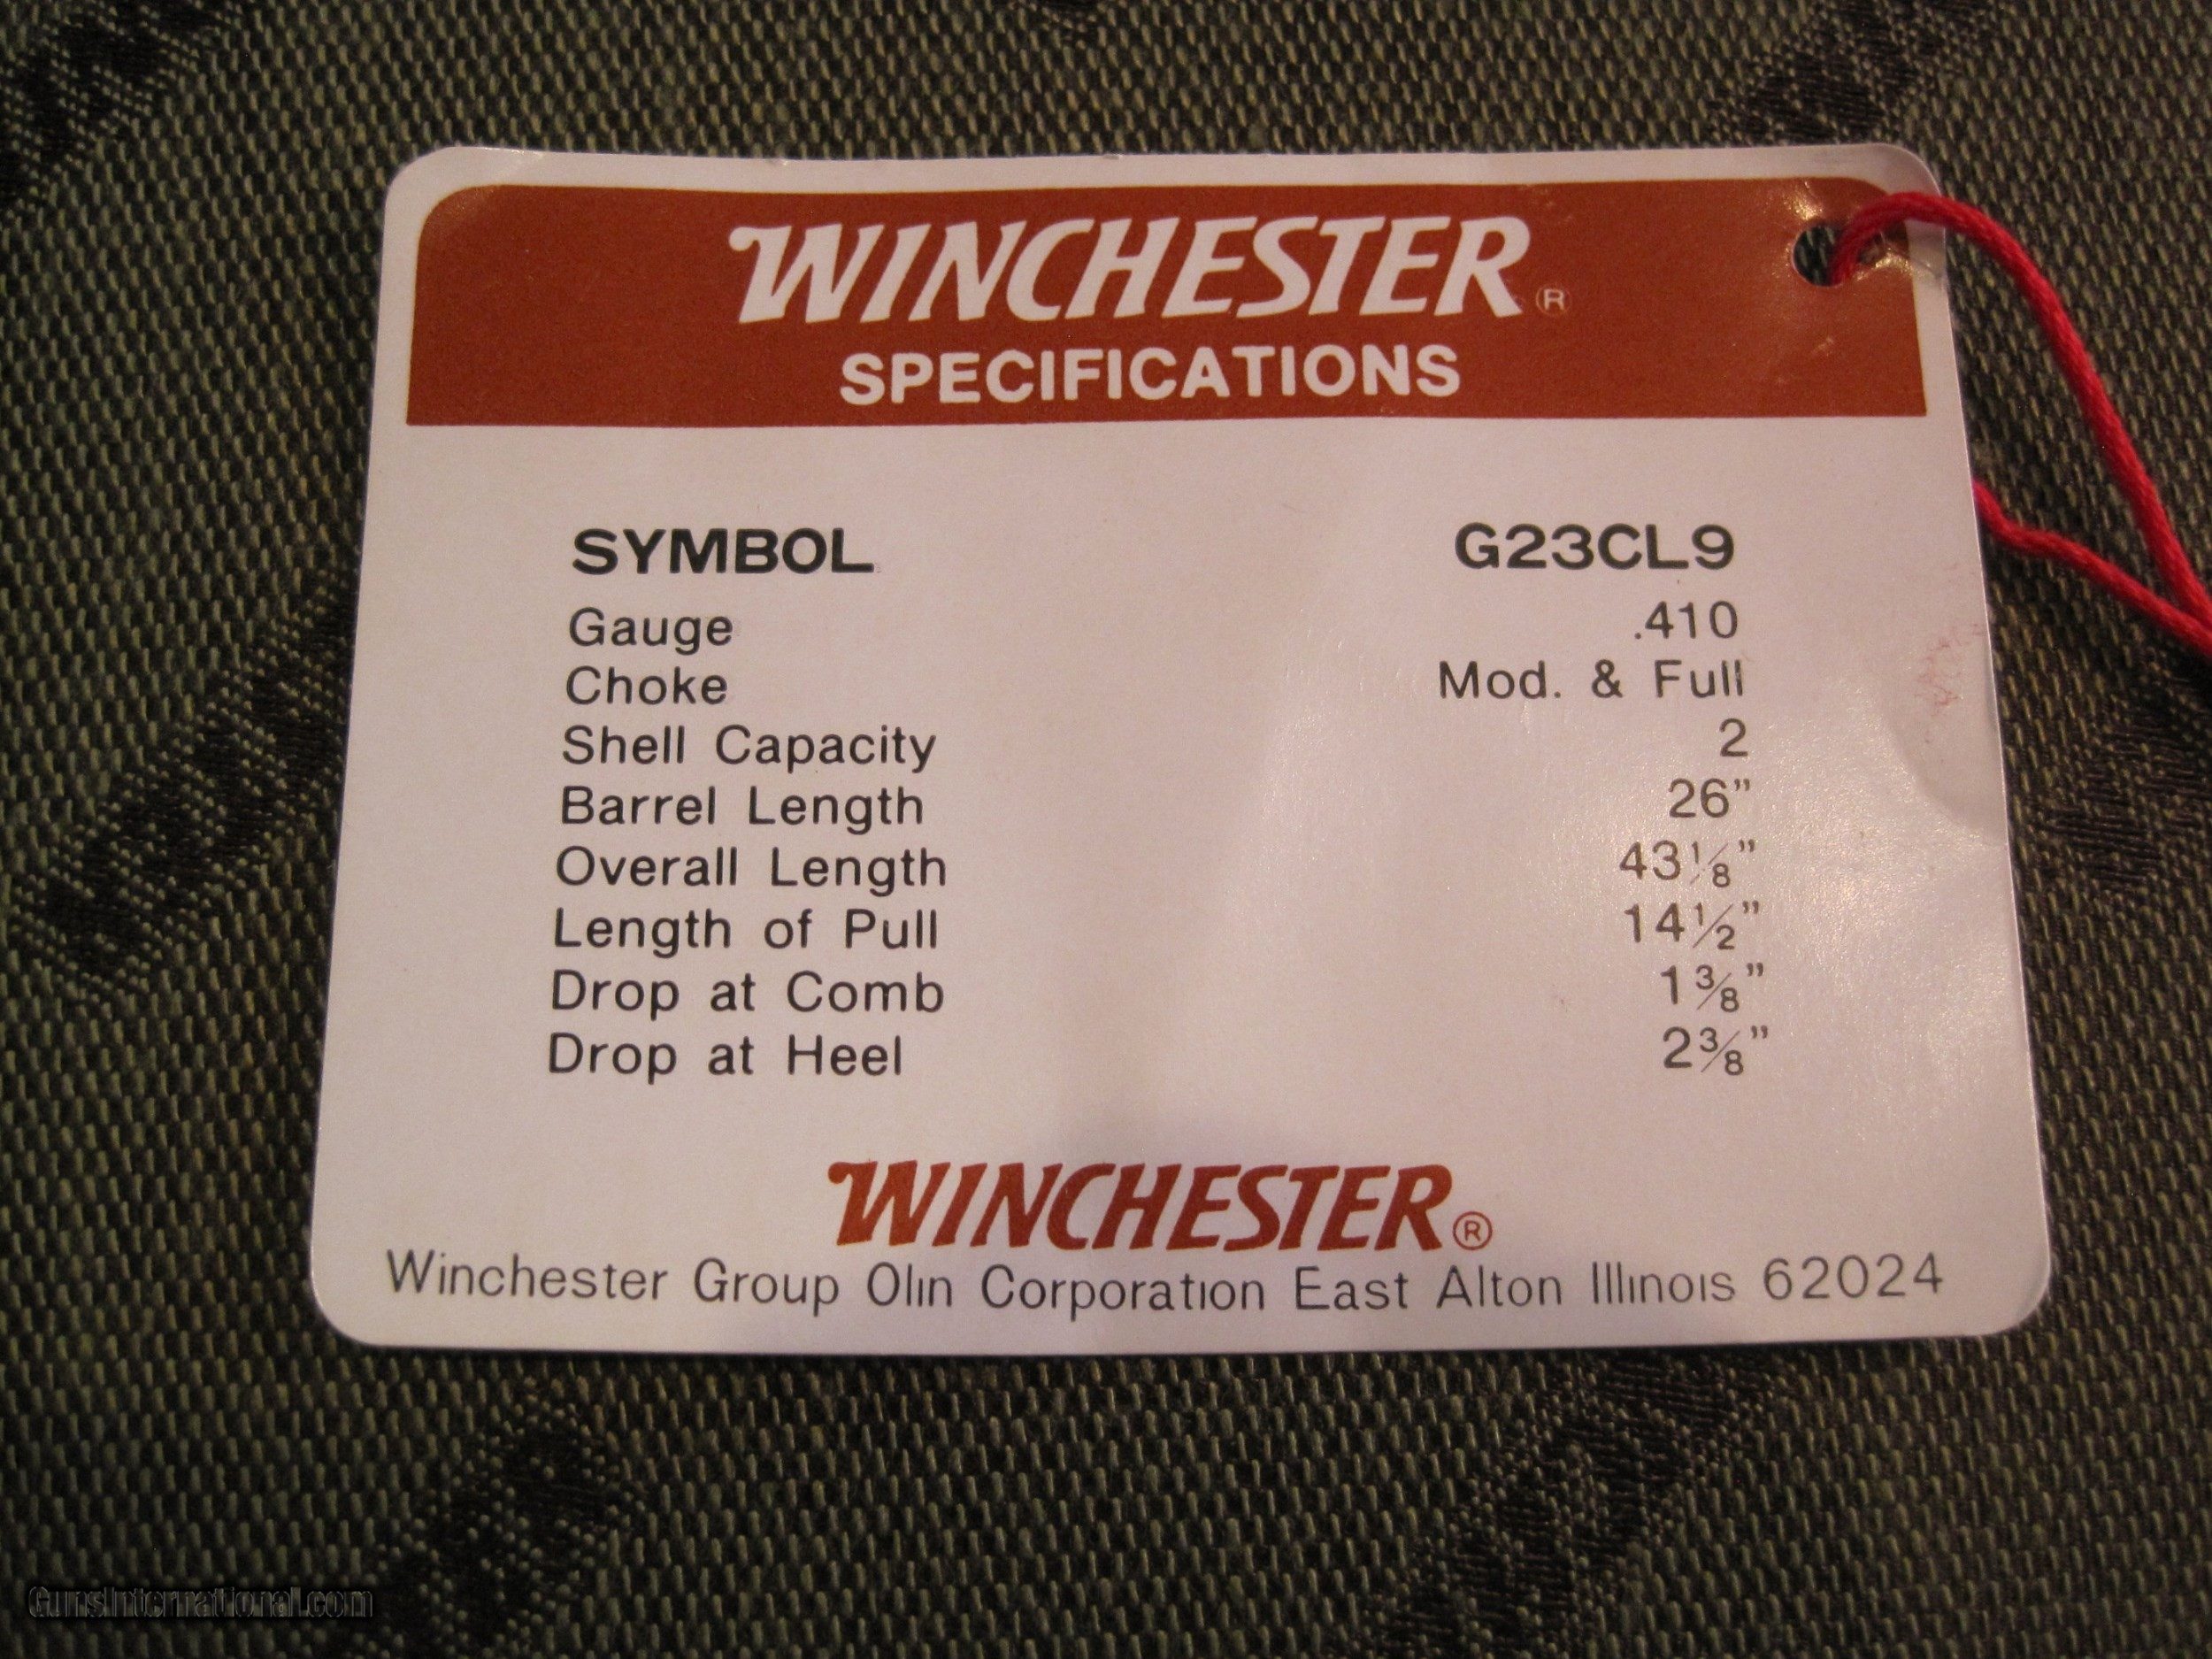 WINCHESTER®
SPECIFICATIONS
SYMBOL G23CL9
Gauge .410
Choke Mod. & Full
Shell Capacity 2
Barrel Length 26”
Overall Length 43⅛”
Length of Pull 14½”
Drop at Comb 1⅜”
Drop at Heel 2⅜”
WINCHESTER®
Winchester Group Olin Corporation East Alton Illinois 62024
GunsInternational.com